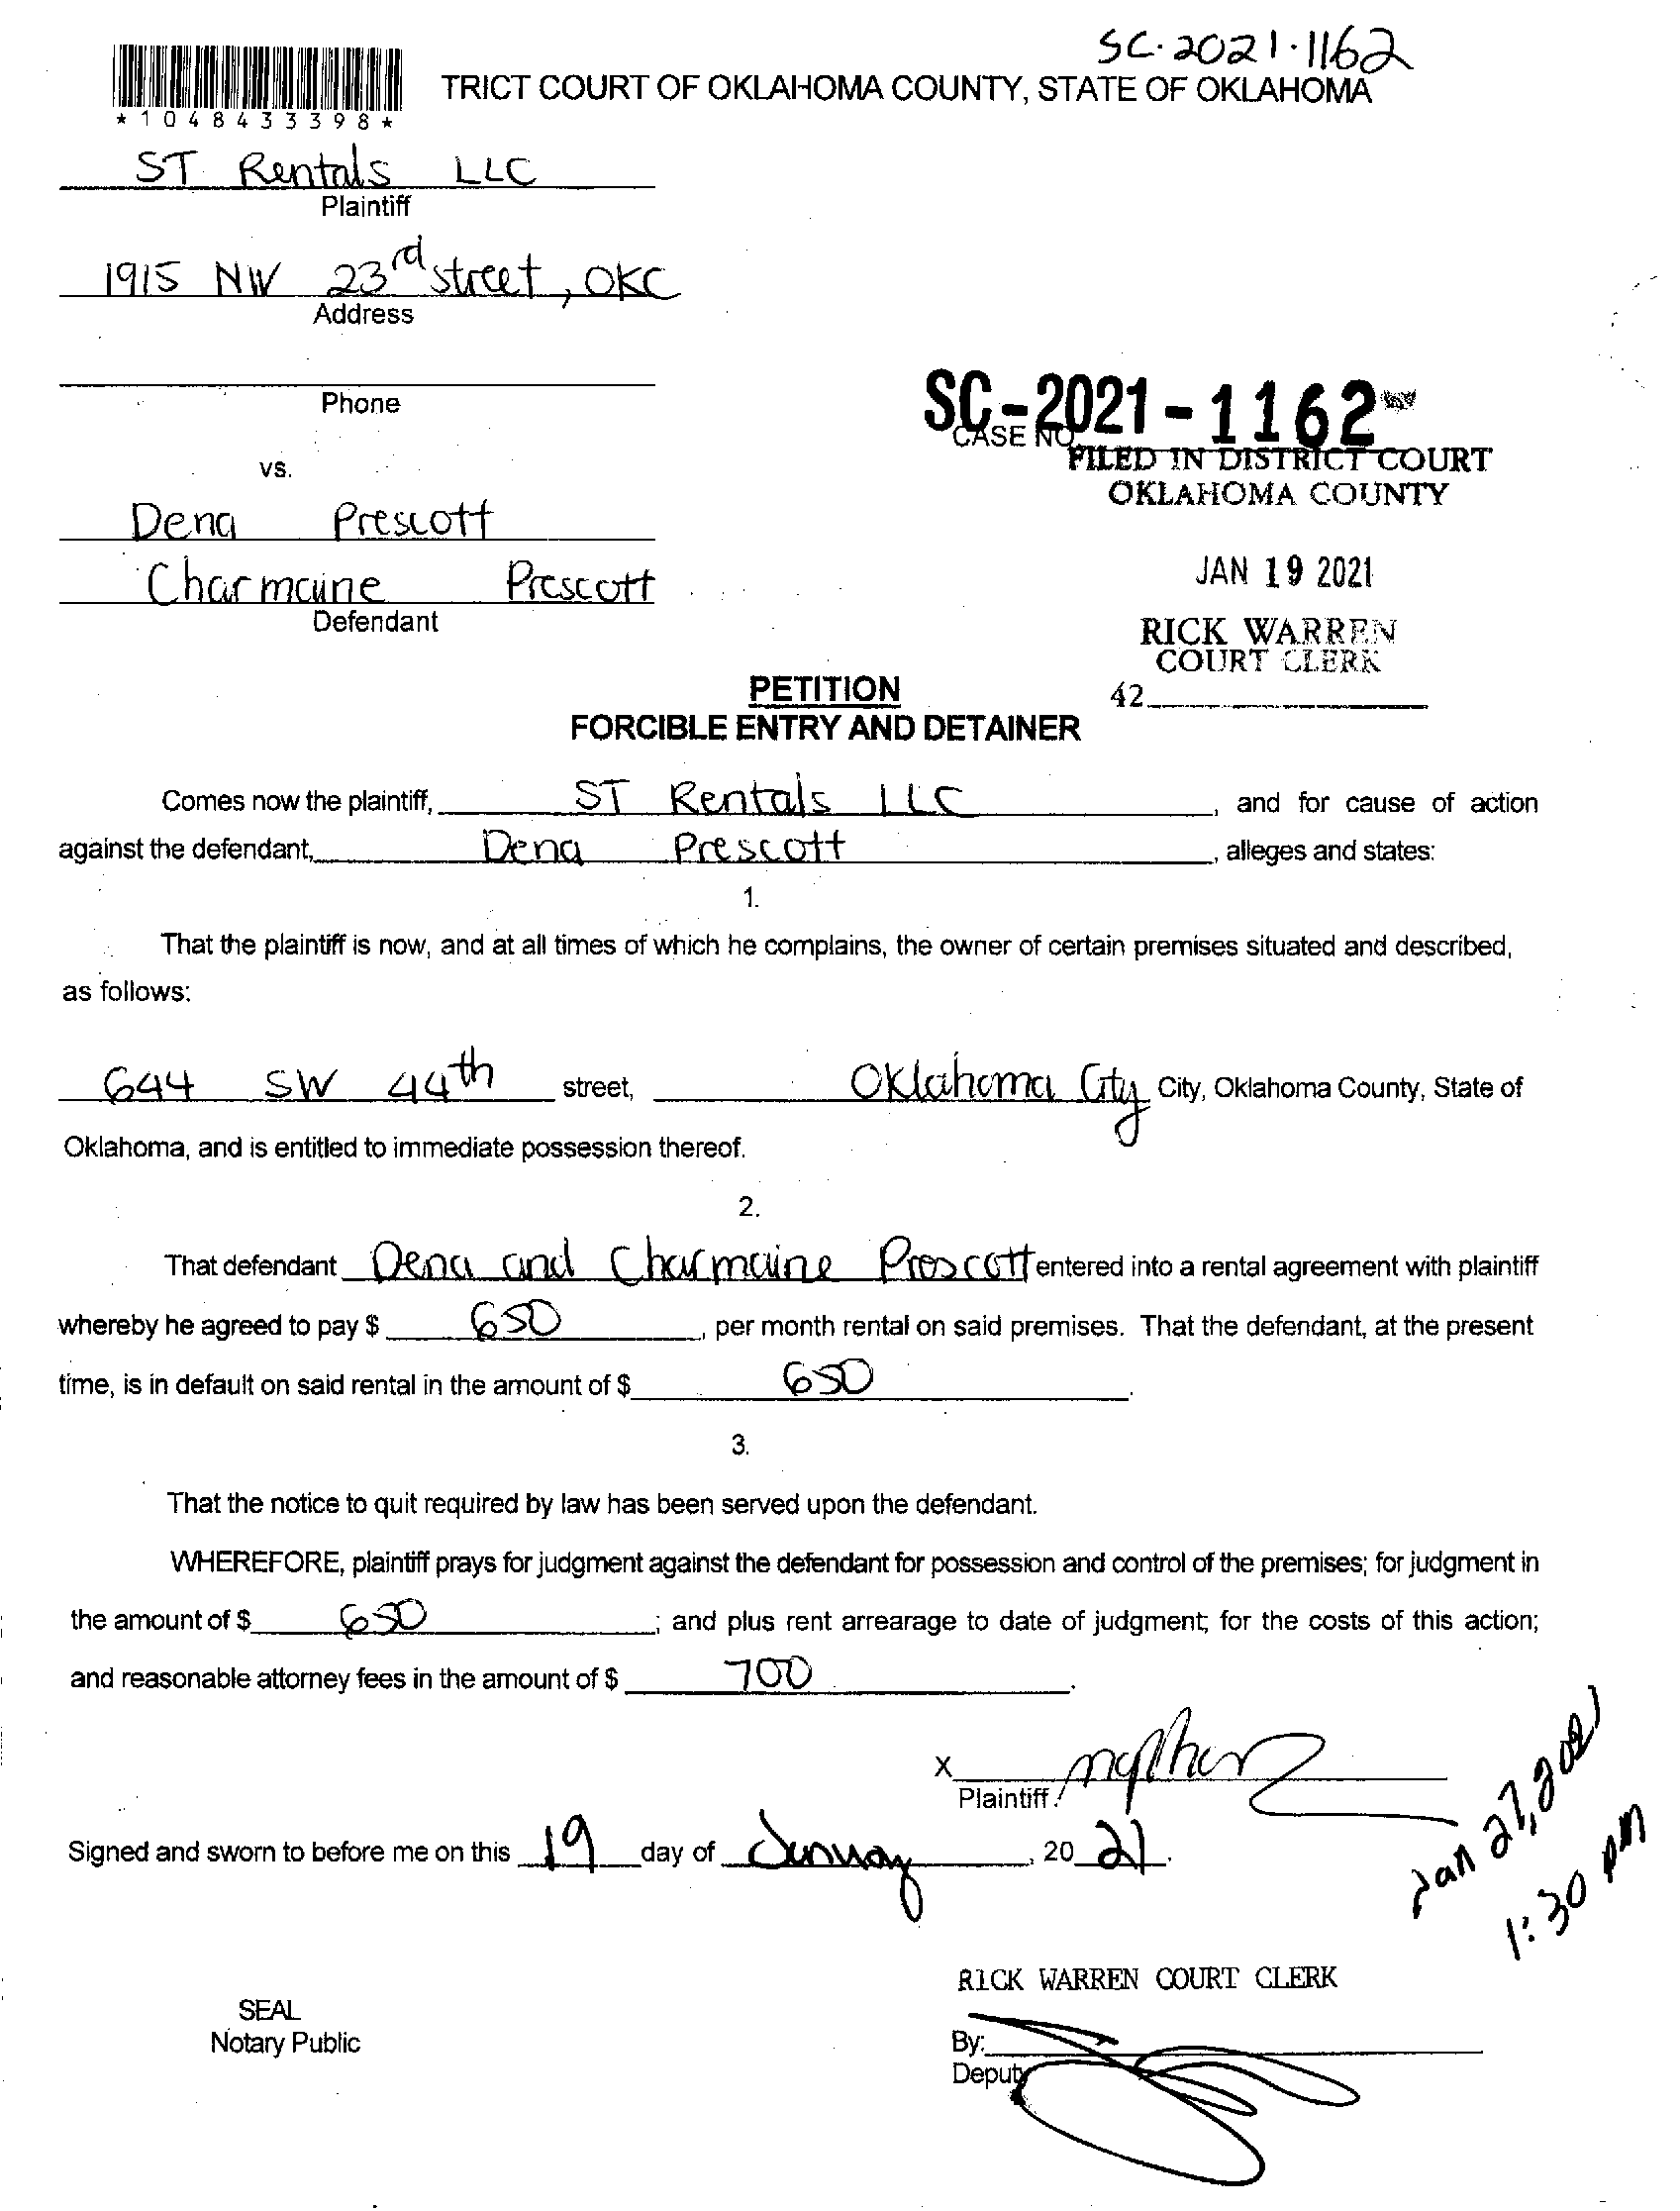 SC-2021-1162
TRICT COURT OF OKLAHOMA COUNTY, STATE OF OKLAHOMA
*1048433398*
ST Rentals LLC
Plaintiff
1915 NW 23rd street, OKC
Address
Phone
SC-2021-1162
CASE NO.
FILED IN DISTRICT COURT
vs.
OKLAHOMA COUNTY
Dena Prescott
JAN 19 2021
Charmaine Prescott
Defendant
RICK WARREN
COURT CLERK
PETITION
42
FORCIBLE ENTRY AND DETAINER
Comes now the plaintiff, ST Rentals LLC, and for cause of action
against the defendant, Dena Prescott, alleges and states:
1.
That the plaintiff is now, and at all times of which he complains, the owner of certain premises situated and described,
as follows:
644 SW 44th street, Oklahoma City City, Oklahoma County, State of
Oklahoma, and is entitled to immediate possession thereof.
2.
That defendant Dena and Charmaine Prescott entered into a rental agreement with plaintiff
whereby he agreed to pay $ 650, per month rental on said premises. That the defendant, at the present
time, is in default on said rental in the amount of $ 650.
3.
That the notice to quit required by law has been served upon the defendant.
WHEREFORE, plaintiff prays for judgment against the defendant for possession and control of the premises; for judgment in
the amount of $ 650; and plus rent arrearage to date of judgment; for the costs of this action;
and reasonable attorney fees in the amount of $ 700.
X
Plaintiff
Signed and sworn to before me on this 19 day of January, 20 21.
Jan 27, 2021
1:30 pm
RICK WARREN COURT CLERK
SEAL
Notary Public
By:
Deputy